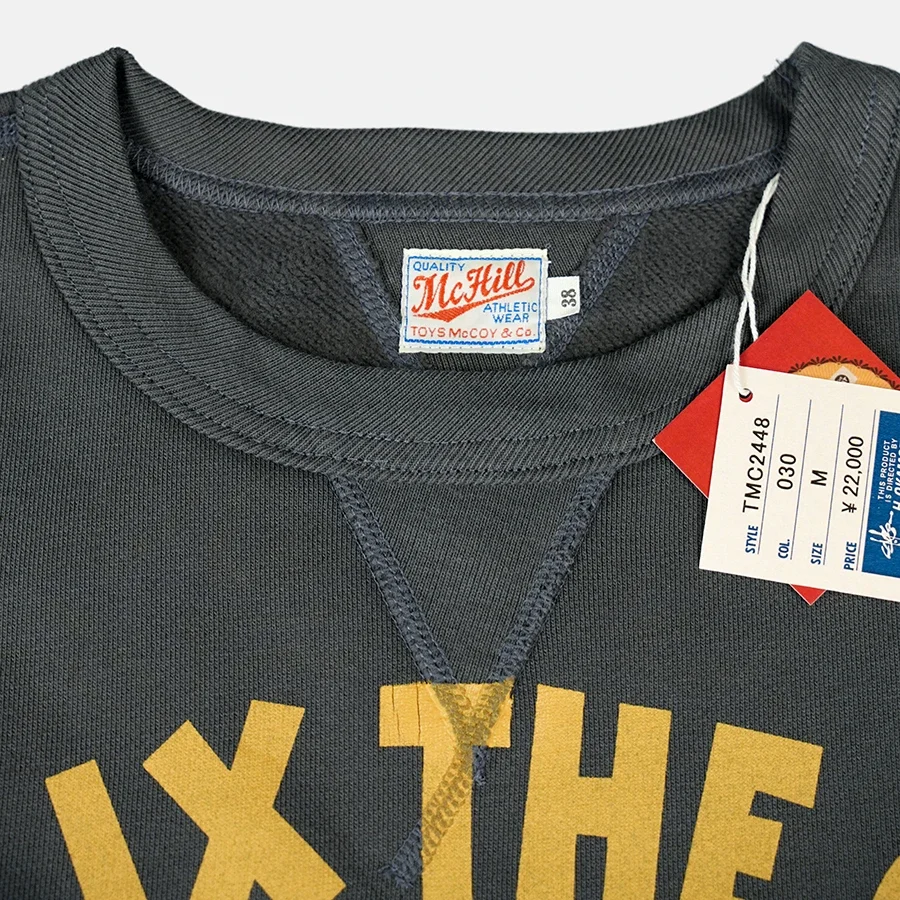 QUALITY
McHill
ATHLETIC
WEAR
TOYS McCOY & Co.
38
STYLE TMC2448
COL. 030
SIZE M
PRICE ¥ 22,000
THIS PRODUCT
IS DIRECTED BY
IX THE